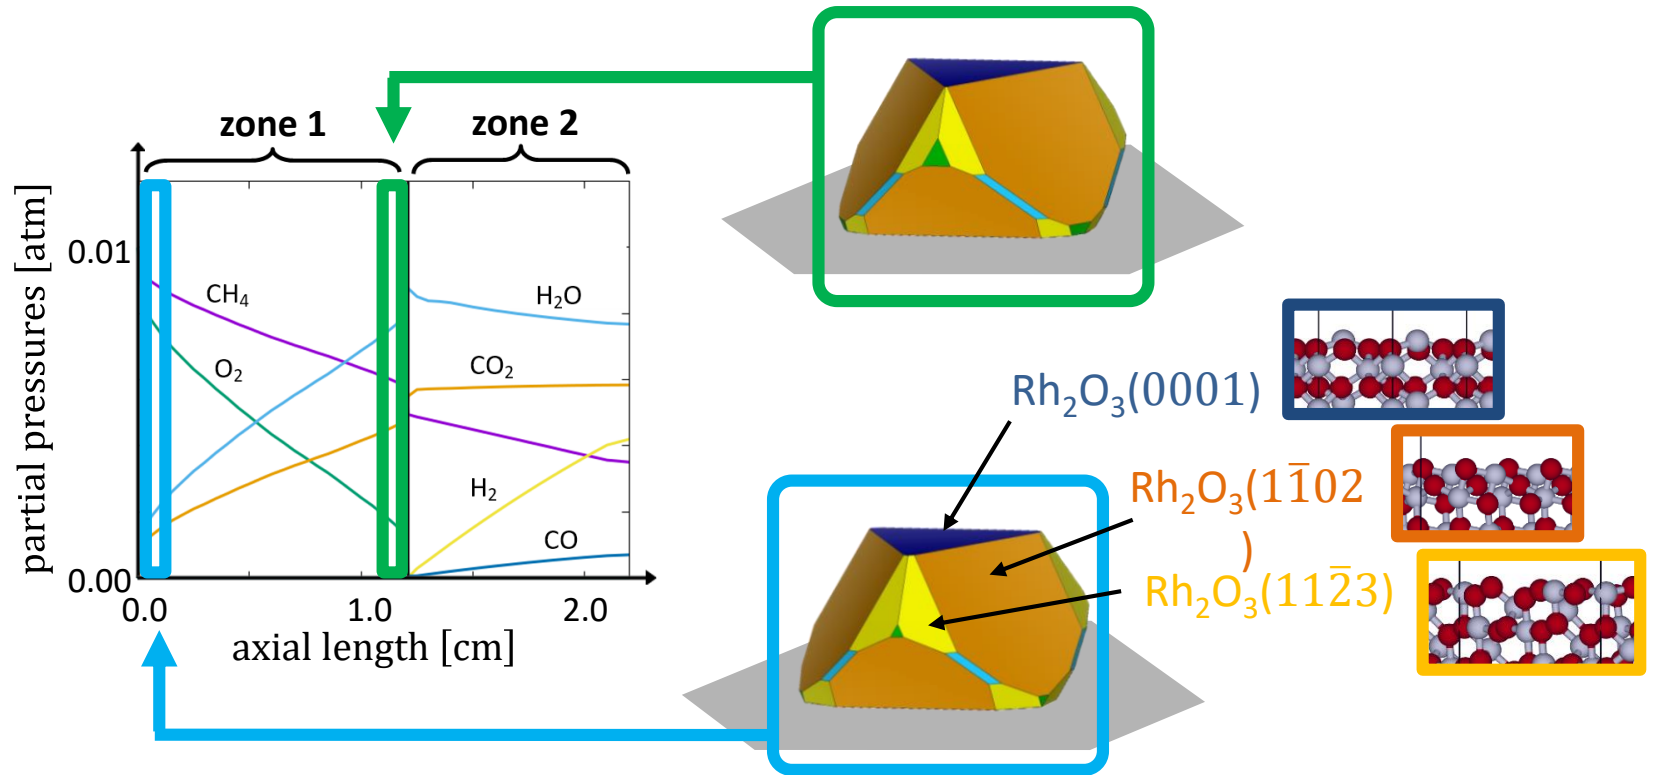 zone 1
zone 2
partial pressures [atm]
0.01
0.00
CH₄
O₂
H₂O
CO₂
H₂
CO
0.0
1.0
2.0
axial length [cm]
Rh₂O₃(0001)
Rh₂O₃(11̅02
)
Rh₂O₃(112̅3)